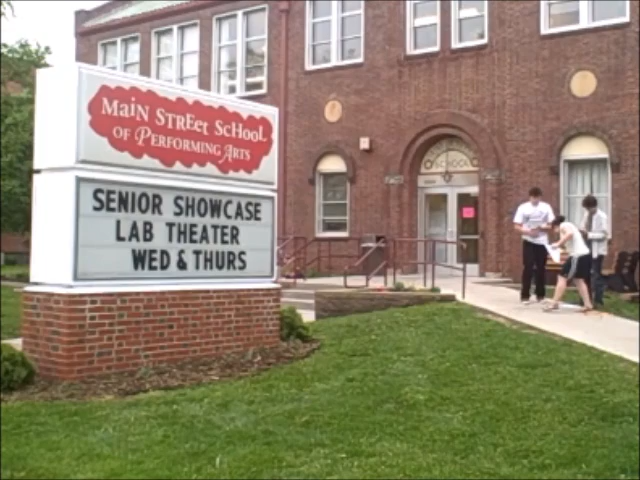 Main Street School
of Performing Arts
SENIOR SHOWCASE
LAB THEATER
WED & THURS
SCHOOL